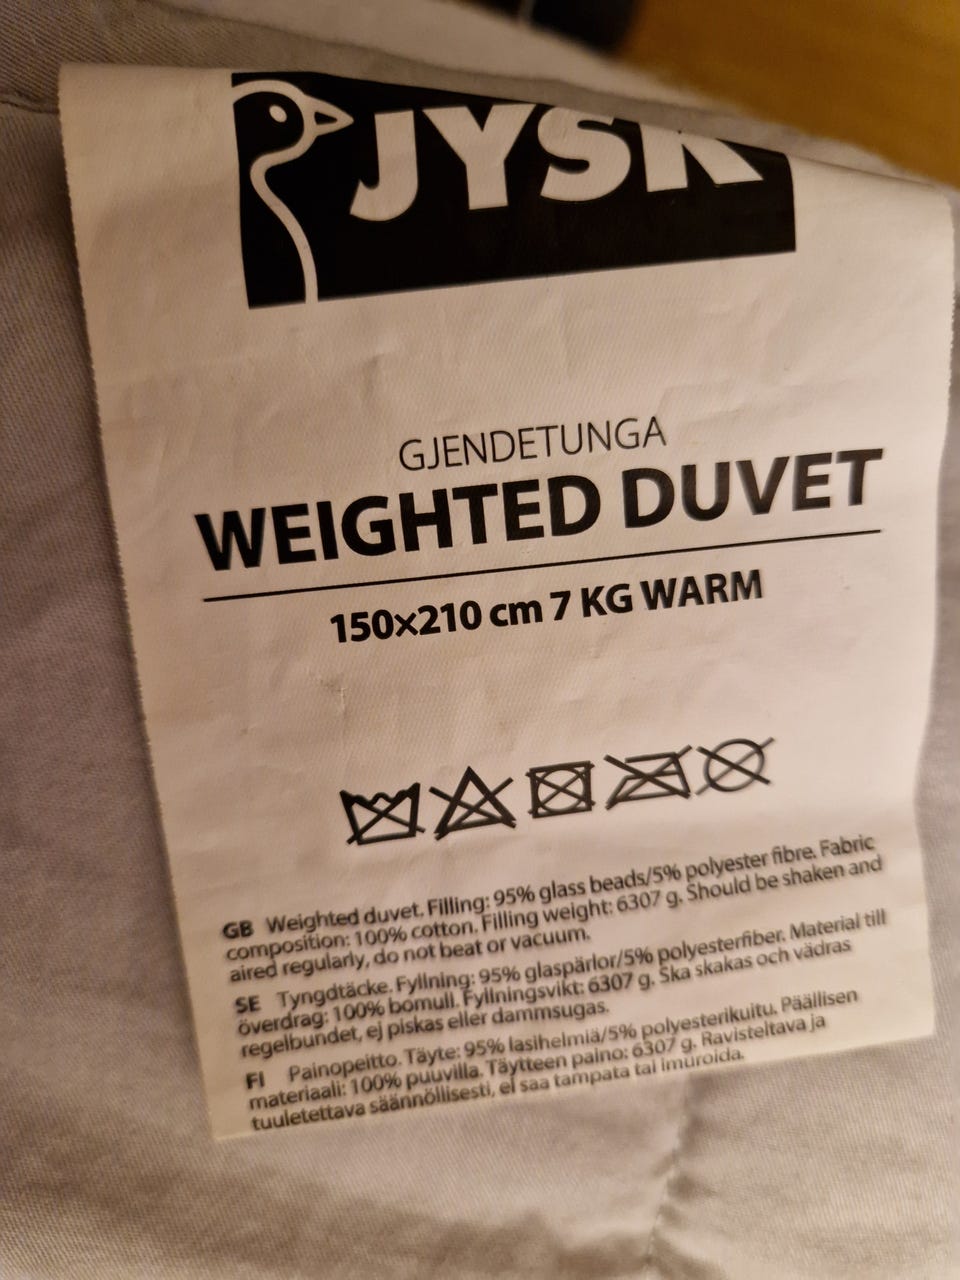 JYSK
GJENDETUNGA
WEIGHTED DUVET
150x210 cm 7 KG WARM
GB Weighted duvet. Filling: 95% glass beads/5% polyester fibre. Fabric
composition: 100% cotton. Filling weight: 6307 g. Should be shaken and
aired regularly, do not beat or vacuum.
SE Tyngdtäcke. Fyllning: 95% glaspärlor/5% polyesterfiber. Material till
överdrag: 100% bomull. Fyllningsvikt: 6307 g. Ska skakas och vädras
regelbundet, ej piskas eller dammsugas.
FI Painopeitto. Täyte: 95% lasihelmiä/5% polyesterikuitu. Päällisen
materiaali: 100% puuvilla. Täytteen paino: 6307 g. Ravisteltava ja
tuuletettava säännöllisesti, ei saa tampata tai imuroida.